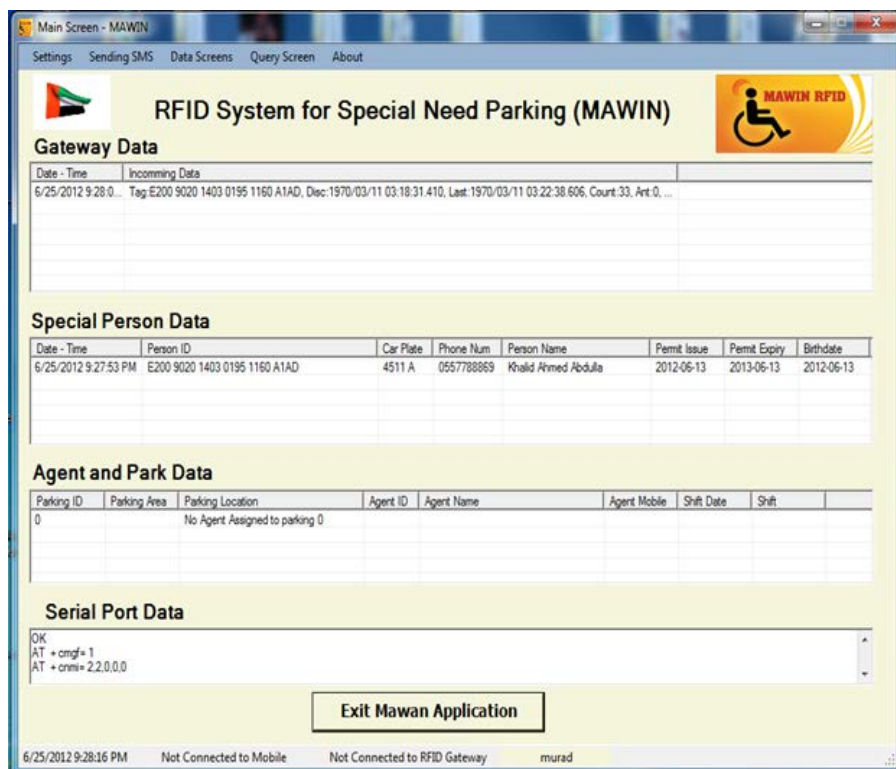 Main Screen - MAWIN
Settings Sending SMS Data Screens Query Screen About
RFID System for Special Need Parking (MAWIN)
MAWIN RFID
Gateway Data
Date - Time Incomming Data
6/25/2012 9:28:0... Tag:E200 9020 1403 0195 1160 A1AD, Disc:1970/03/11 03:18:31.410, Last:1970/03/11 03:22:38.606, Count:33, Ant:0, ...
Special Person Data
Date - Time Person ID Car Plate Phone Num Person Name Permit Issue Permit Expiry Birthdate
6/25/2012 9:27:53 PM E200 9020 1403 0195 1160 A1AD 4511 A 0557788869 Khalid Ahmed Abdulla 2012-06-13 2013-06-13 2012-06-13
Agent and Park Data
Parking ID Parking Area Parking Location Agent ID Agent Name Agent Mobile Shift Date Shift
0 No Agent Assigned to parking 0
Serial Port Data
OK
AT + cmgf= 1
AT + cnmi= 2,2,0,0,0
Exit Mawan Application
6/25/2012 9:28:16 PM Not Connected to Mobile Not Connected to RFID Gateway murad